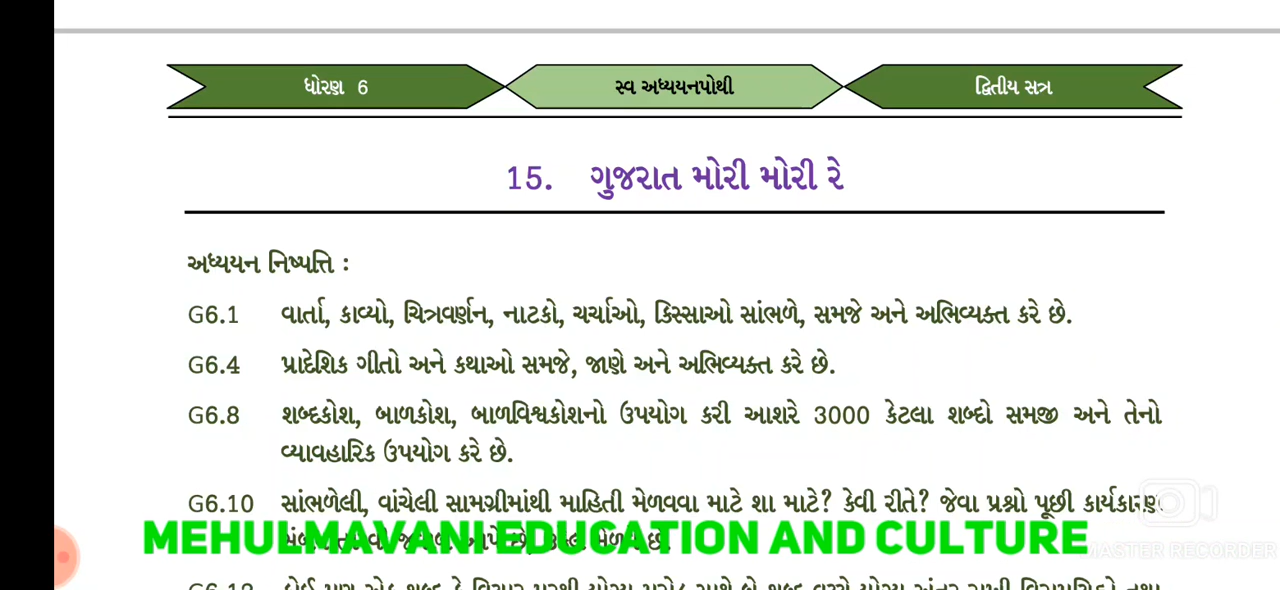 ધોરણ 6 સ્વ અધ્યયનપોથી દ્વિતીય સત્ર
15. ગુજરાત મોરી મોરી રે
અધ્યયન નિષ્પત્તિ :
G6.1 વાર્તા, કાવ્યો, ચિત્રવર્ણન, નાટકો, ચર્ચાઓ, કિસ્સાઓ સાંભળે, સમજે અને અભિવ્યક્ત કરે છે.
G6.4 પ્રાદેશિક ગીતો અને કથાઓ સમજે, જાણે અને અભિવ્યક્ત કરે છે.
G6.8 શબ્દકોશ, બાળકોશ, બાળવિશ્વકોશનો ઉપયોગ કરી આશરે 3000 કેટલા શબ્દો સમજી અને તેનો
વ્યાવહારિક ઉપયોગ કરે છે.
G6.10 સાંભળેલી, વાંચેલી સામગ્રીમાંથી માહિતી મેળવવા માટે શા માટે? કેવી રીતે? જેવા પ્રશ્નો પૂછી કાર્યકારણ
MEHULMAVANI EDUCATION AND CULTURE
MASTER RECORDER